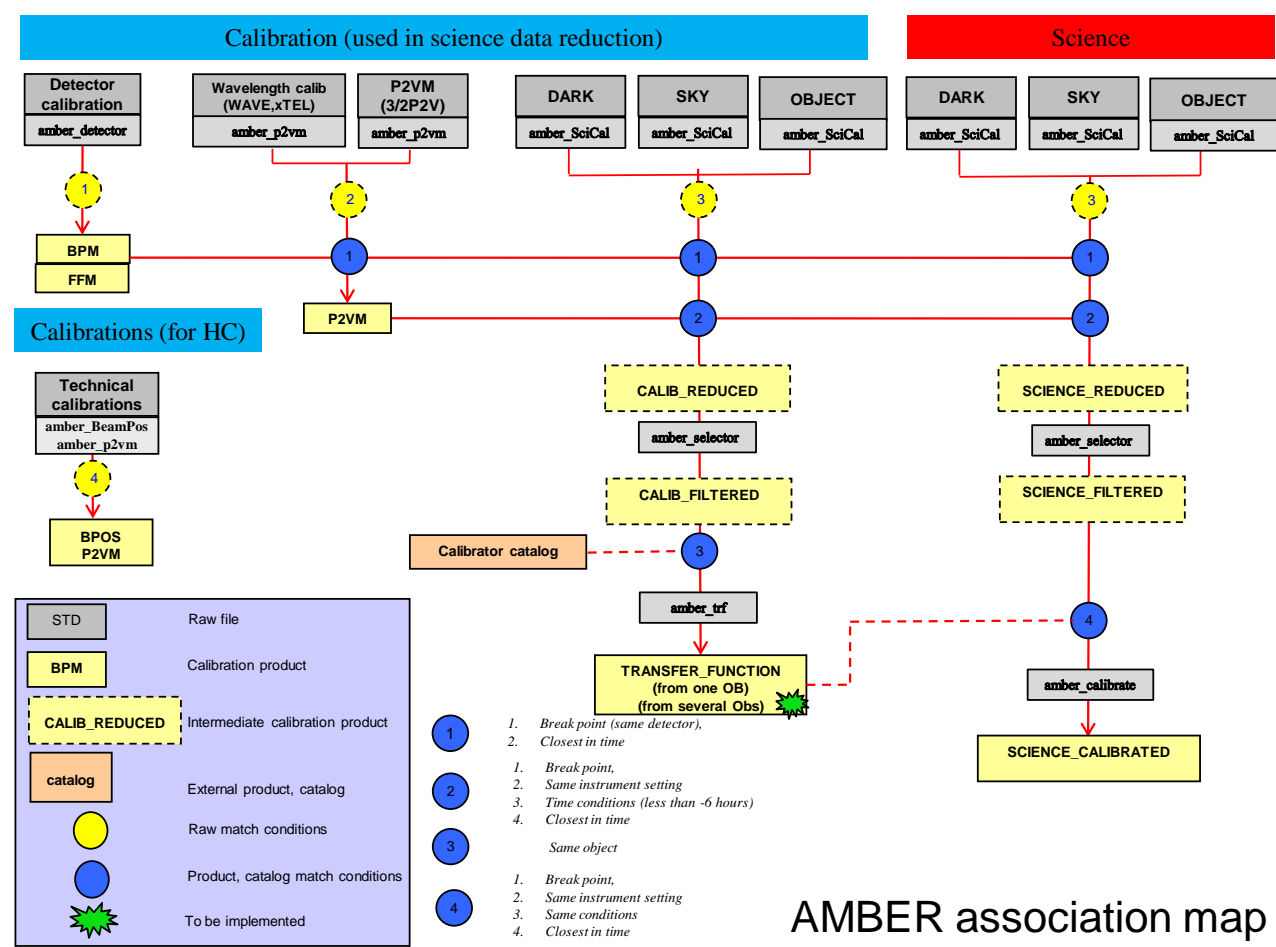 Calibration (used in science data reduction)
Science
Detector
calibration
amber_detector
Wavelength calib
(WAVE,xTEL)
amber_p2vm
P2VM
(3/2P2V)
amber_p2vm
DARK
amber_SciCal
SKY
amber_SciCal
OBJECT
amber_SciCal
DARK
amber_SciCal
SKY
amber_SciCal
OBJECT
amber_SciCal
1
2
3
3
BPM
FFM
1
1
1
P2VM
2
2
Calibrations (for HC)
Technical
calibrations
amber_BeamPos
amber_p2vm
4
BPOS
P2VM
CALIB_REDUCED
amber_selector
CALIB_FILTERED
Calibrator catalog
3
amber_trf
TRANSFER_FUNCTION
(from one OB)
(from several Obs)
SCIENCE_REDUCED
amber_selector
SCIENCE_FILTERED
4
amber_calibrate
SCIENCE_CALIBRATED
STD
Raw file
BPM
Calibration product
CALIB_REDUCED
Intermediate calibration product
catalog
External product, catalog
Raw match conditions
Product, catalog match conditions
To be implemented
1
1. Break point (same detector),
2. Closest in time
2
1. Break point,
2. Same instrument setting
3. Time conditions (less than -6 hours)
4. Closest in time
3
Same object
4
1. Break point,
2. Same instrument setting
3. Same conditions
4. Closest in time
AMBER association map